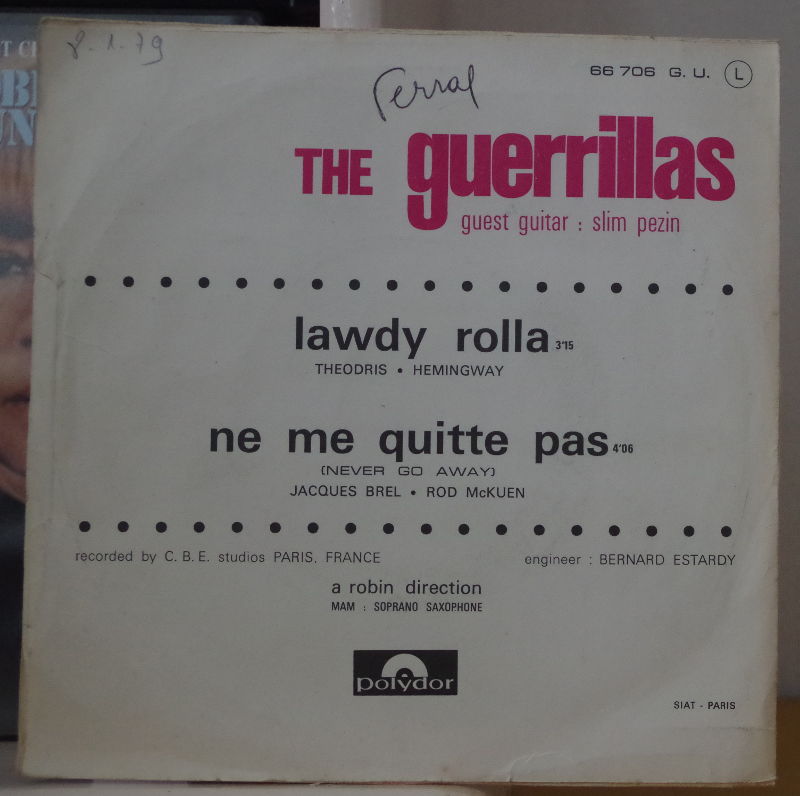 8.1.79
Ferral
66 706 G. U. L
THE guerrillas
guest guitar : slim pezin
lawdy rolla 3'15
THEODRIS • HEMINGWAY
ne me quitte pas 4'06
(NEVER GO AWAY)
JACQUES BREL • ROD McKUEN
recorded by C. B. E. studios PARIS, FRANCE
engineer : BERNARD ESTARDY
a robin direction
MAM : SOPRANO SAXOPHONE
polydor
SIAT - PARIS